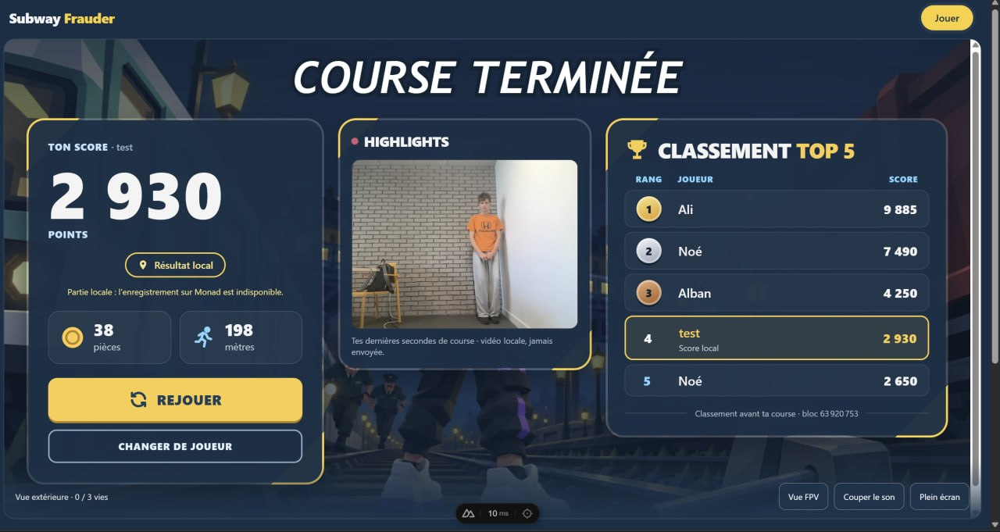 Subway Frauder
Jouer
COURSE TERMINÉE
TON SCORE · test
2 930
POINTS
Résultat local
Partie locale : l'enregistrement sur Monad est indisponible.
38
pièces
198
mètres
REJOUER
CHANGER DE JOUEUR
HIGHLIGHTS
Tes dernières secondes de course · vidéo locale, jamais
envoyée.
CLASSEMENT TOP 5
RANG JOUEUR SCORE
1 Ali 9 885
2 Noé 7 490
3 Alban 4 250
4 test 2 930
Score local
5 Noé 2 650
Classement avant ta course · bloc 63 920 753
Vue extérieure · 0 / 3 vies
10 ms
Vue FPV
Couper le son
Plein écran